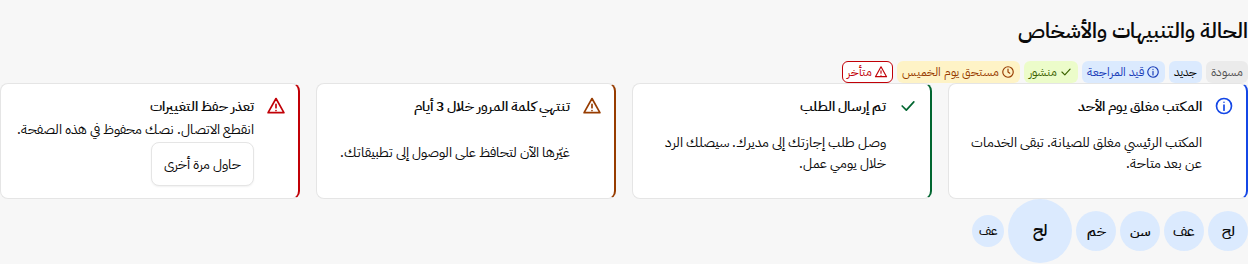 الحالة والتنبيهات والأشخاص
مسودة
جديد
قيد المراجعة
منشور
مستحق يوم الخميس
متأخر
المكتب مغلق يوم الأحد
المكتب الرئيسي مغلق للصيانة. تبقى الخدمات
عن بعد متاحة.
تم إرسال الطلب
وصل طلب إجازتك إلى مديرك. سيصلك الرد
خلال يومي عمل.
تنتهي كلمة المرور خلال 3 أيام
غيّرها الآن لتحافظ على الوصول إلى تطبيقاتك.
تعذر حفظ التغييرات
انقطع الاتصال. نصك محفوظ في هذه الصفحة.
حاول مرة أخرى
لح
عف
سن
خم
لح
عف